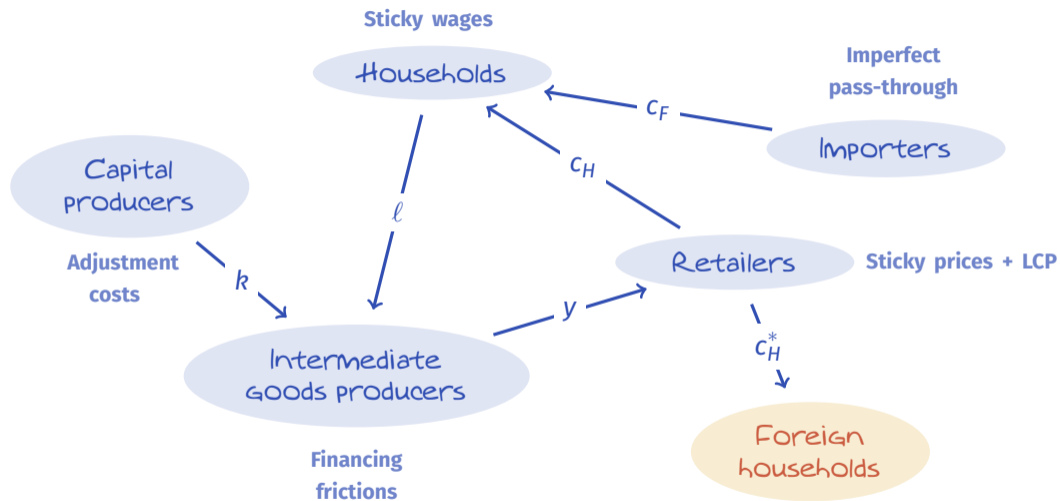 Sticky wages
Households
Imperfect
pass-through
c_F
Importers
c_H
Capital
producers
ℓ
Adjustment
costs
k
Retailers
Sticky prices + LCP
y
c_H^*
Intermediate
Goods producers
Foreign
households
Financing
frictions